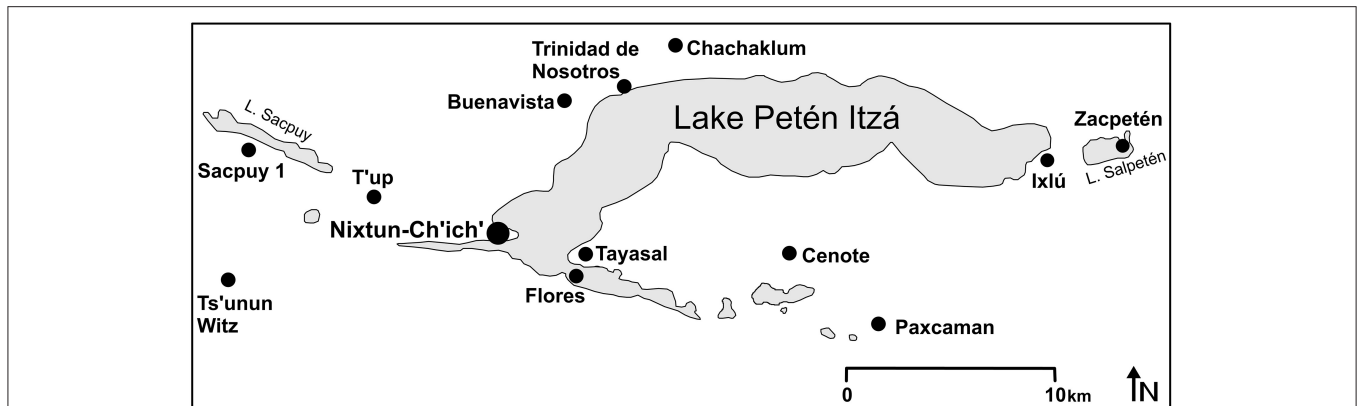 Trinidad de
Nosotros
Chachaklum
Buenavista
Lake Petén Itzá
L. Sacpuy
Zacpetén
Sacpuy 1
Ixlú
L. Salpetén
T'up
Nixtun-Ch'ich'
Tayasal
Cenote
Flores
Ts'unun
Witz
Paxcaman
0
10km
N